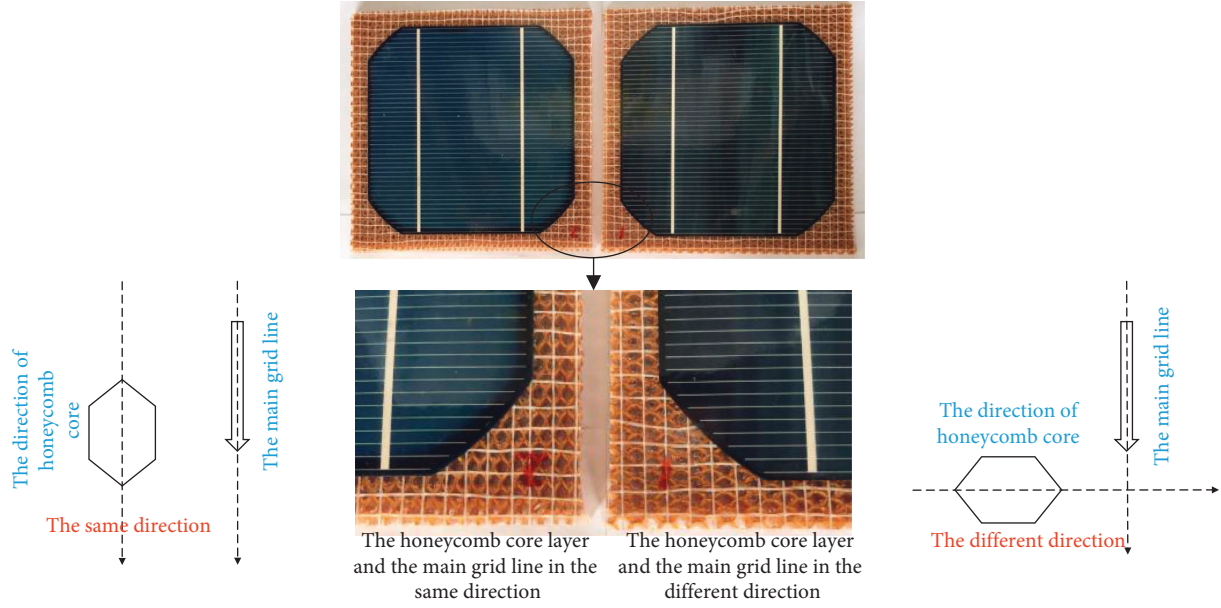 The direction of
honeycomb
core
The main grid line
The same direction
The honeycomb core layer
and the main grid line in the
same direction
The honeycomb core layer
and the main grid line in the
different direction
The direction of
honeycomb core
The main grid line
The different direction